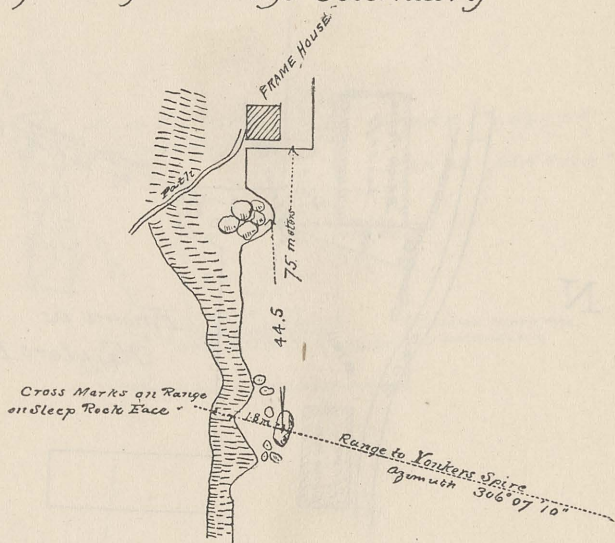 FRAME HOUSE
Path
75 meters
44.5
Cross Marks on Range
on Steep Rock Face
1.8m
Range to Yonkers Spire
Azimuth 306° 07' 10"
N